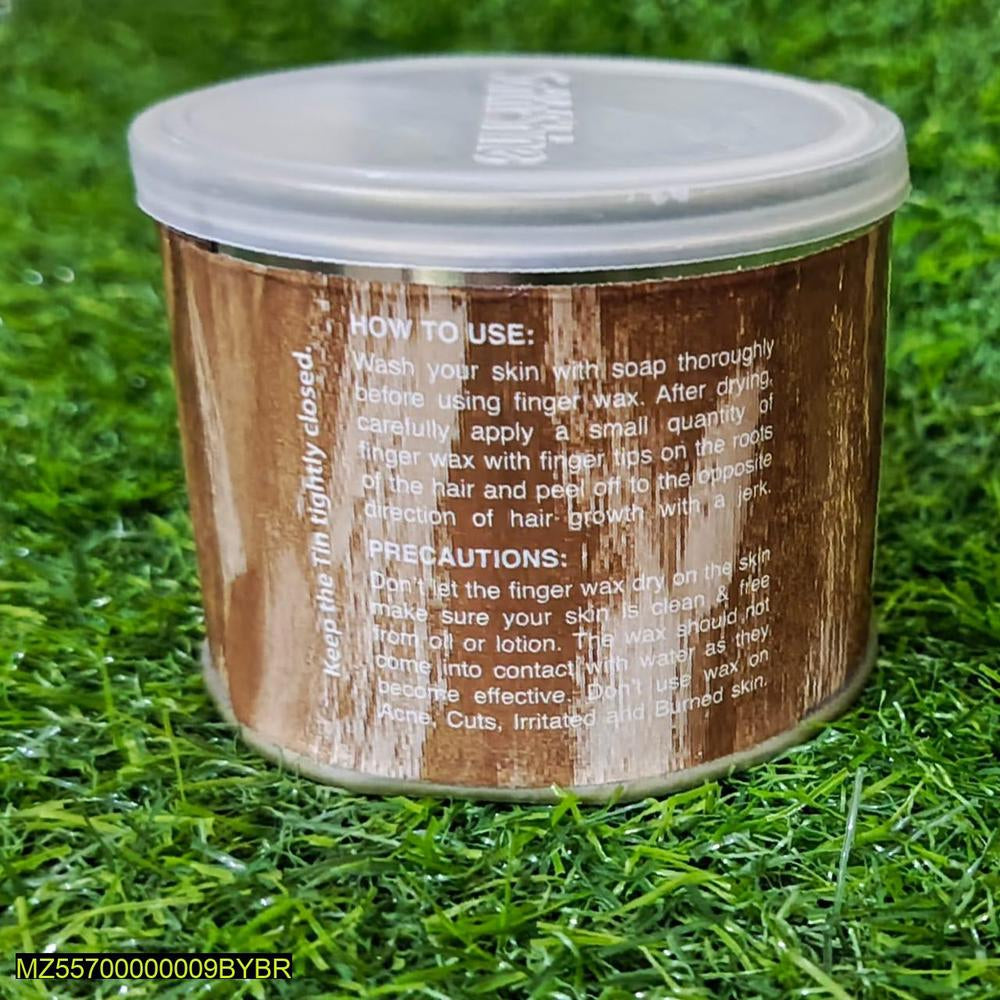 HOW TO USE:
Wash your skin with soap thoroughly
before using finger wax. After drying,
carefully apply a small quantity of
finger wax with finger tips on the roots
of the hair and peel off to the opposite
direction of hair growth with a jerk.
PRECAUTIONS:
Don't let the finger wax dry on the skin
make sure your skin is clean & free
from oil or lotion. The wax should not
come into contact with water as they
become effective. Don't use wax on
Acne, Cuts, Irritated and Burned skin.
Keep the Tin tightly closed.
MZ55700000009BYBR